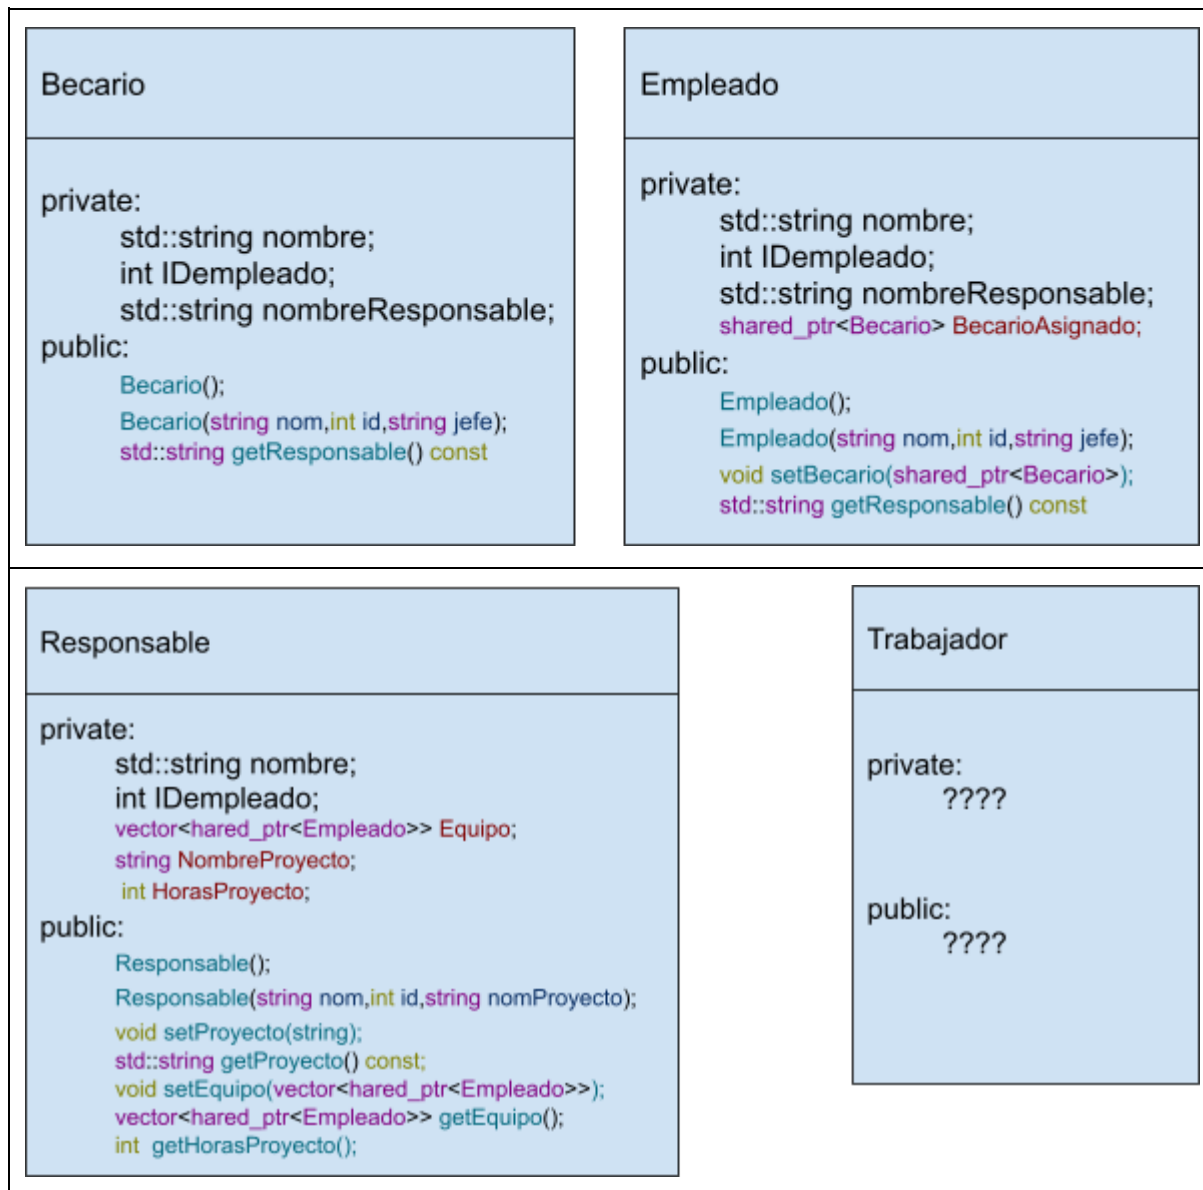 Becario
private:
std::string nombre;
int IDempleado;
std::string nombreResponsable;
public:
Becario();
Becario(string nom,int id,string jefe);
std::string getResponsable() const
Empleado
private:
std::string nombre;
int IDempleado;
std::string nombreResponsable;
shared_ptr<Becario> BecarioAsignado;
public:
Empleado();
Empleado(string nom,int id,string jefe);
void setBecario(shared_ptr<Becario>);
std::string getResponsable() const
Responsable
private:
std::string nombre;
int IDempleado;
vector<hared_ptr<Empleado>> Equipo;
string NombreProyecto;
int HorasProyecto;
public:
Responsable();
Responsable(string nom,int id,string nomProyecto);
void setProyecto(string);
std::string getProyecto() const;
void setEquipo(vector<hared_ptr<Empleado>>);
vector<hared_ptr<Empleado>> getEquipo();
int getHorasProyecto();
Trabajador
private:
????
public:
????